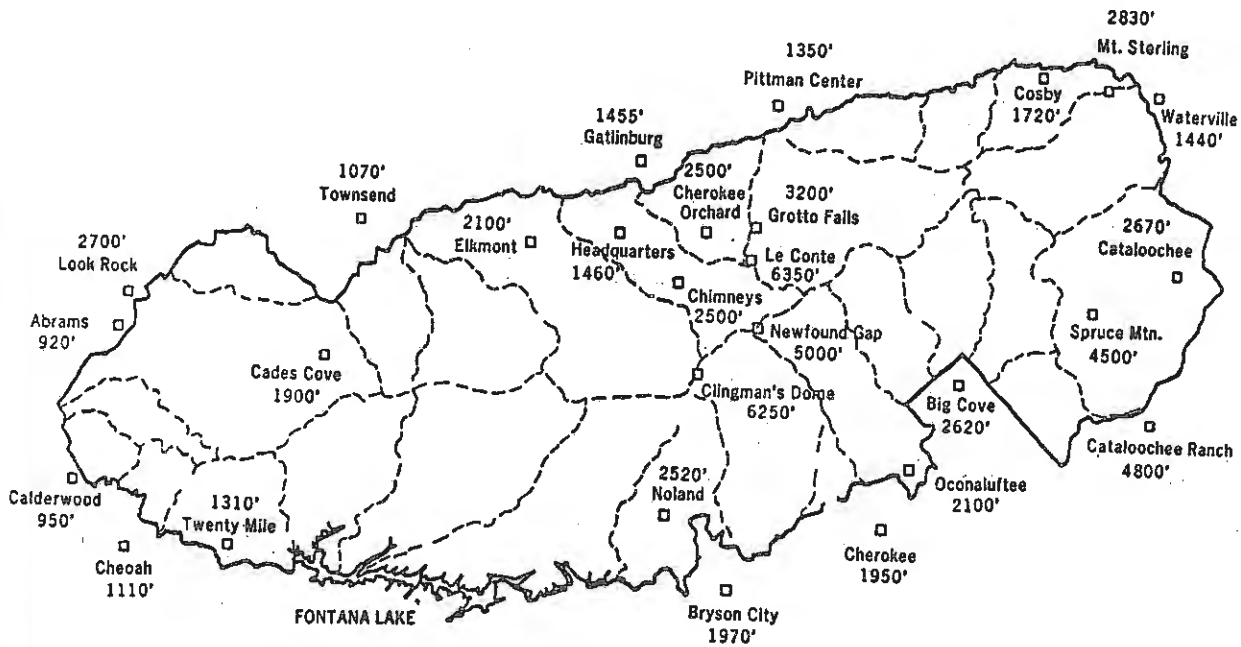 2830'
Mt. Sterling
1350'
Pittman Center
Cosby
1720'
Waterville
1440'
1455'
Gatlinburg
1070'
Townsend
2500'
Cherokee
Orchard
3200'
Grotto Falls
2100'
Elkmont
Headquarters
1460'
Le Conte
6350'
2670'
Cataloochee
2700'
Look Rock
Chimneys
2500'
Abrams
920'
Newfound Gap
5000'
Spruce Mtn.
4500'
Cades Cove
1900'
Clingman's Dome
6250'
Big Cove
2620'
Cataloochee Ranch
4800'
Calderwood
950'
1310'
Twenty Mile
2520'
Noland
Oconaluftee
2100'
Cheoah
1110'
Cherokee
1950'
FONTANA LAKE
Bryson City
1970'